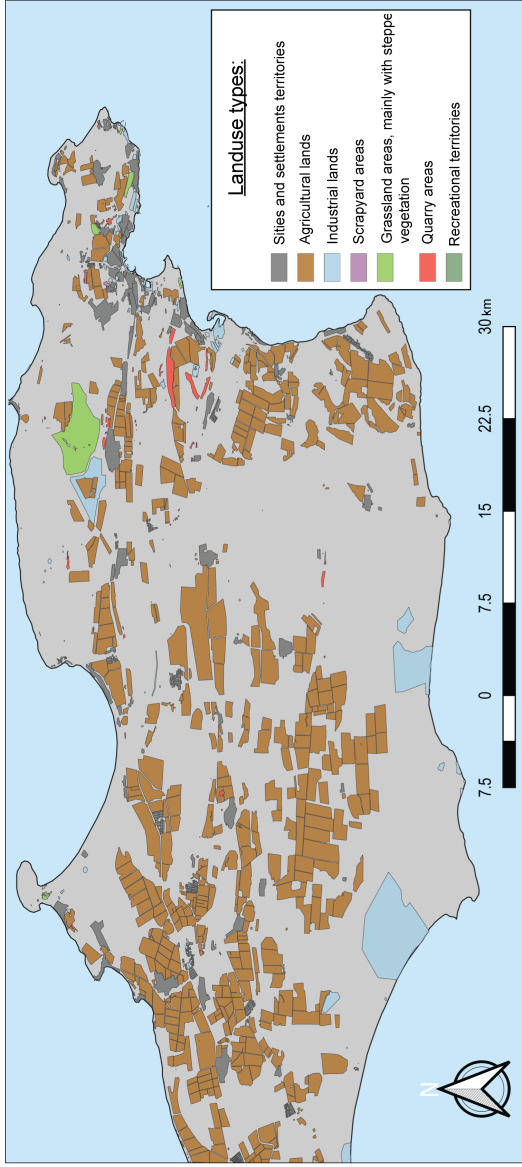 Landuse types:
Sities and settlements territories
Agricultural lands
Industrial lands
Scrapyard areas
Grassland areas, mainly with steppe
vegetation
Quarry areas
Recreational territories
7.5 0 7.5 15 22.5 30 km
N